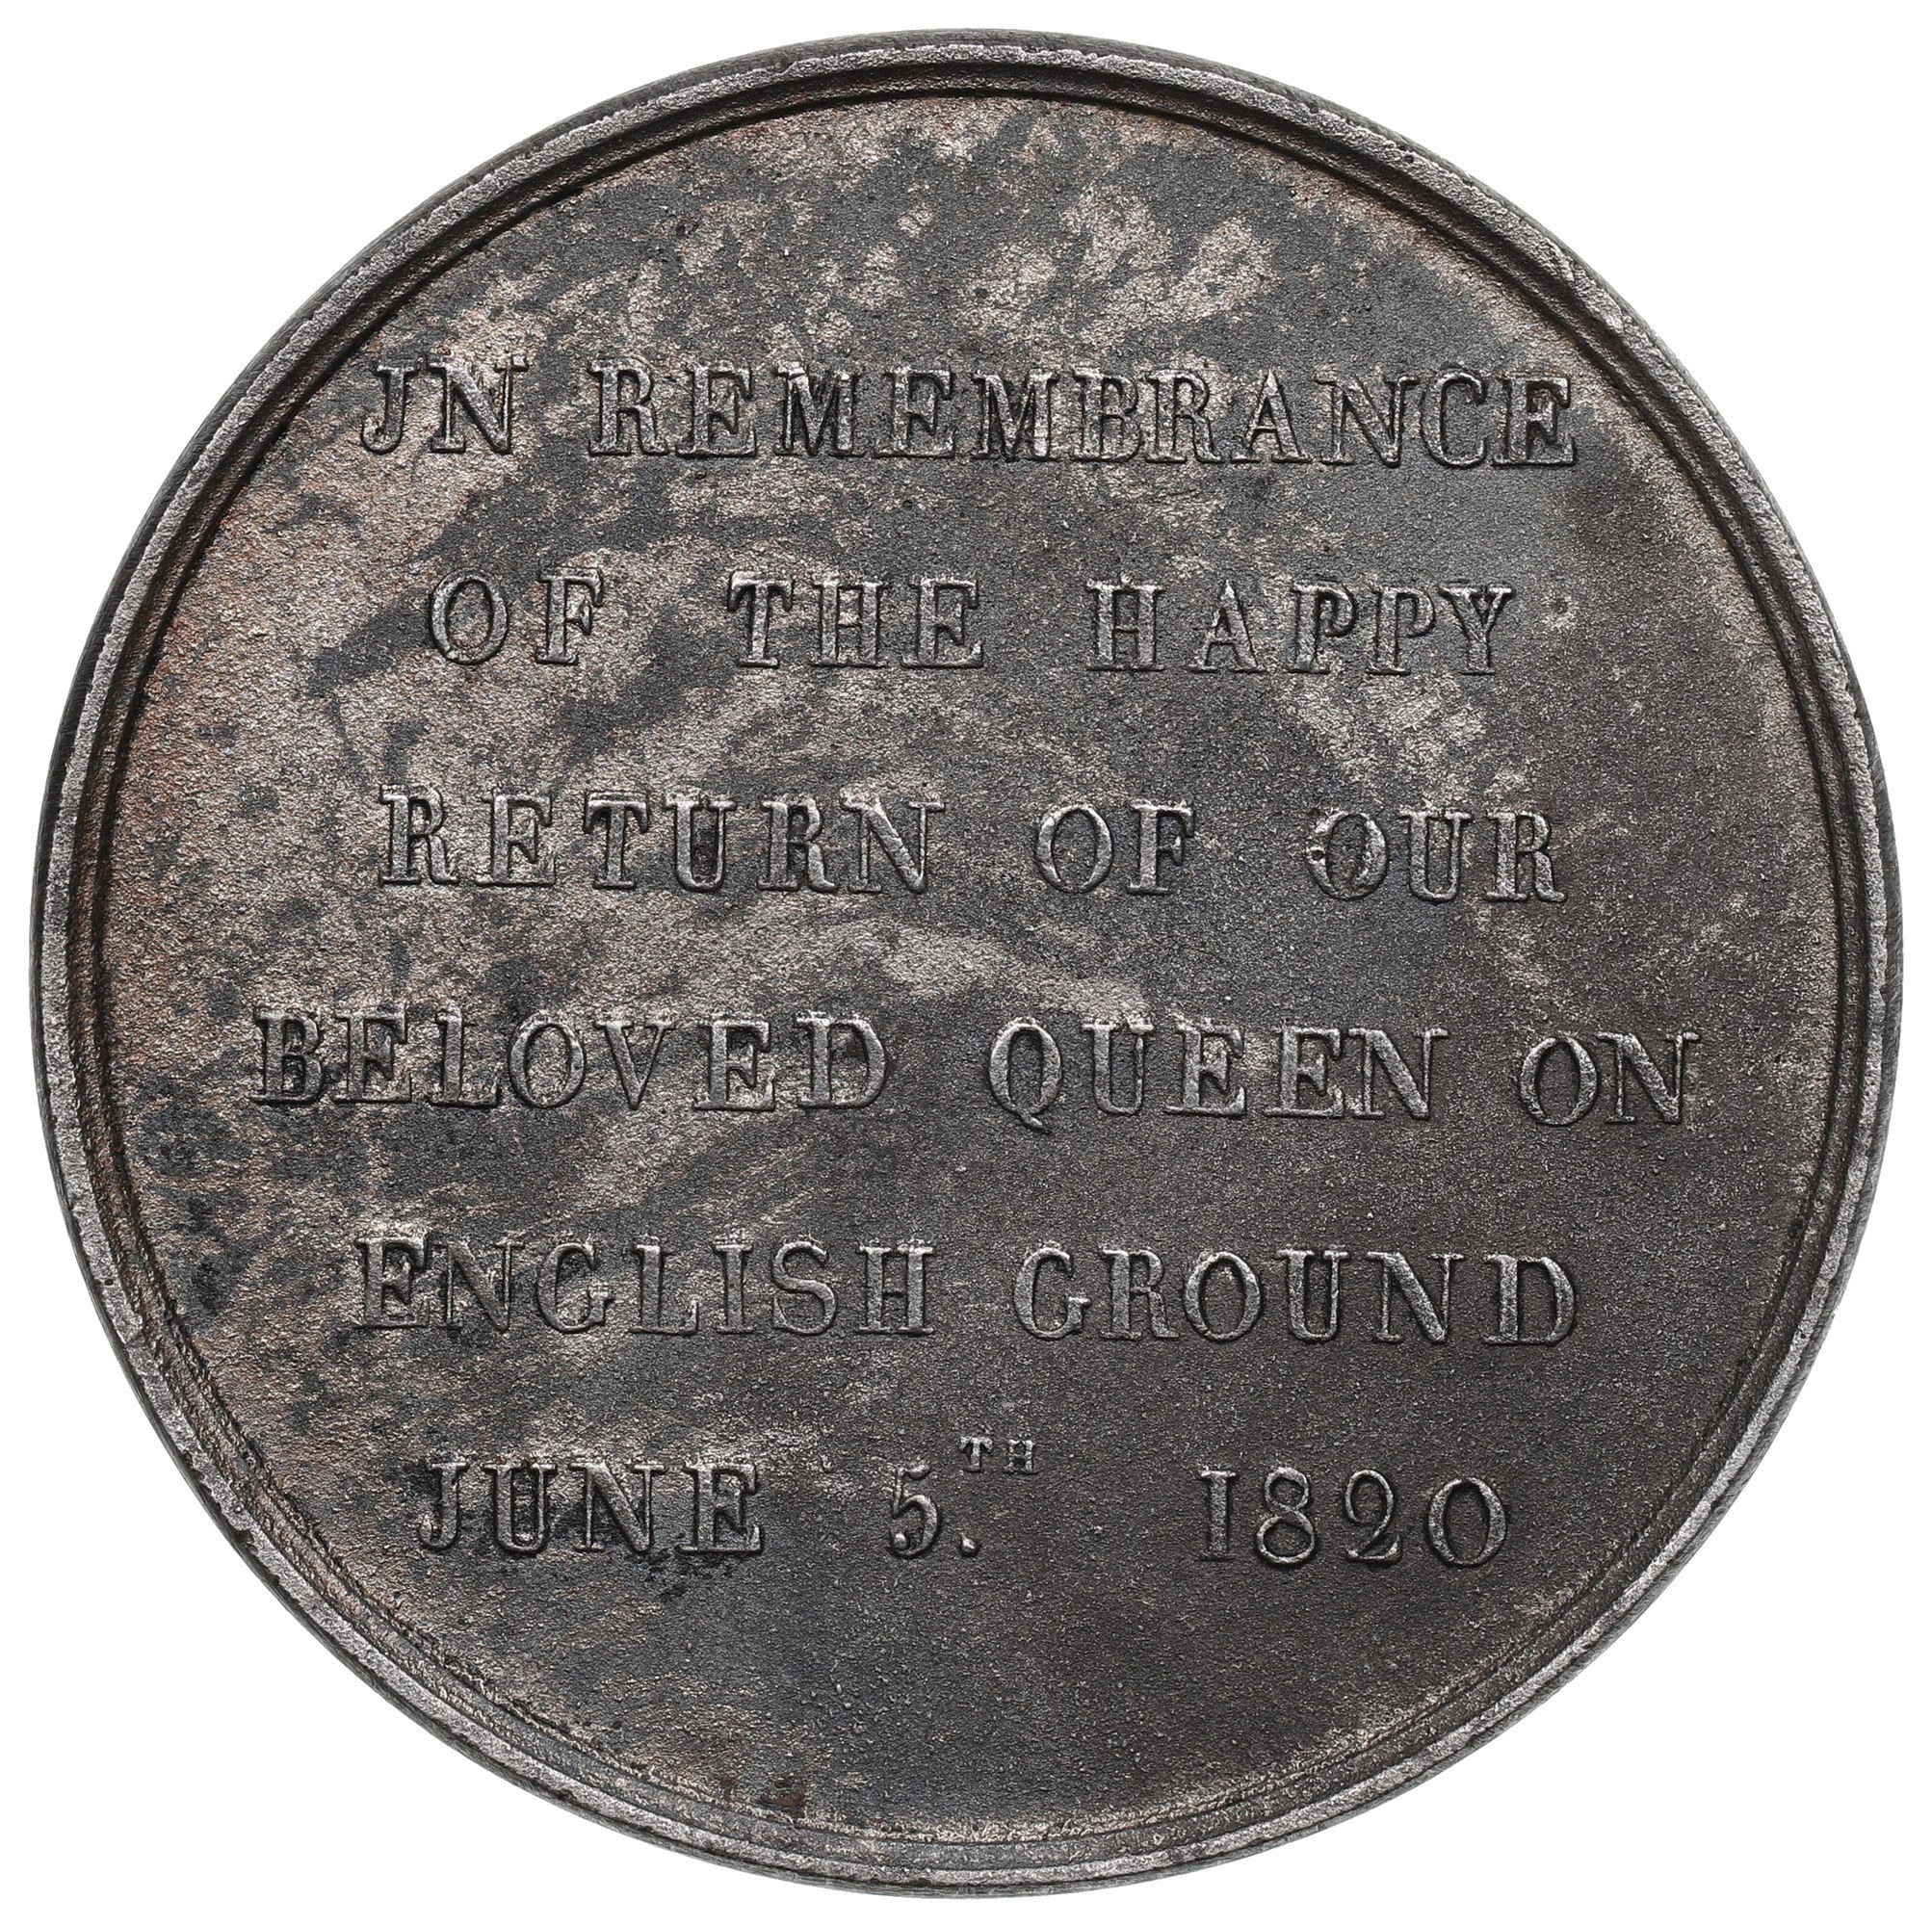 JN REMEMBRANCE
OF THE HAPPY
RETURN OF OUR
BELOVED QUEEN ON
ENGLISH GROUND
JUNE 5.TH 1820